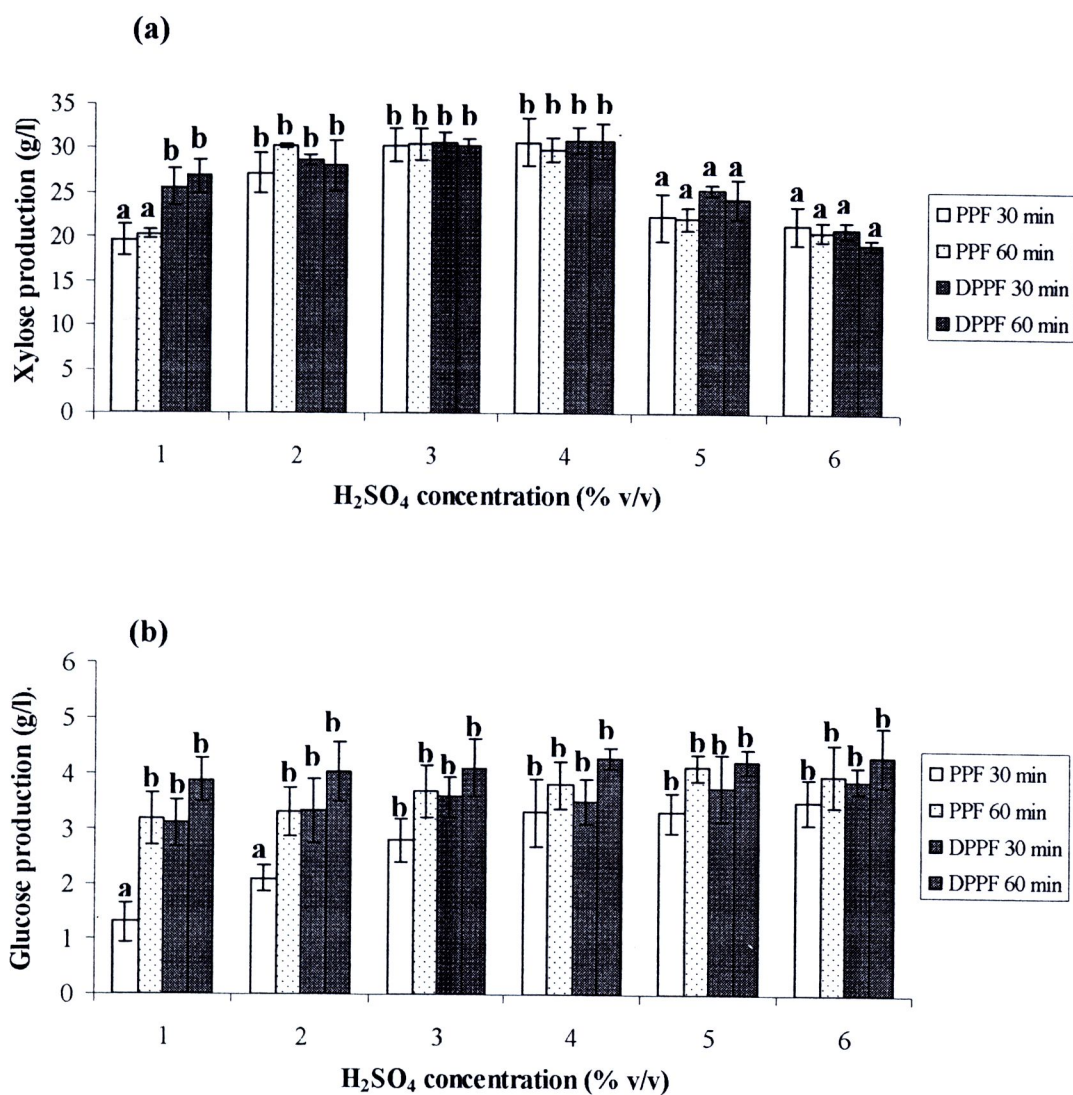 (a)
Xylose production (g/l)
35
30
25
20
15
10
5
0
a a b b
b b b b
b b b b
b b b b
a a a a
a a a a
1 2 3 4 5 6
H₂SO₄ concentration (% v/v)
PPF 30 min
PPF 60 min
DPPF 30 min
DPPF 60 min
(b)
Glucose production (g/l).
6
5
4
3
2
1
0
a b b b
a b b b
b b b b
b b b b
b b b b
b b b b
1 2 3 4 5 6
H₂SO₄ concentration (% v/v)
PPF 30 min
PPF 60 min
DPPF 30 min
DPPF 60 min